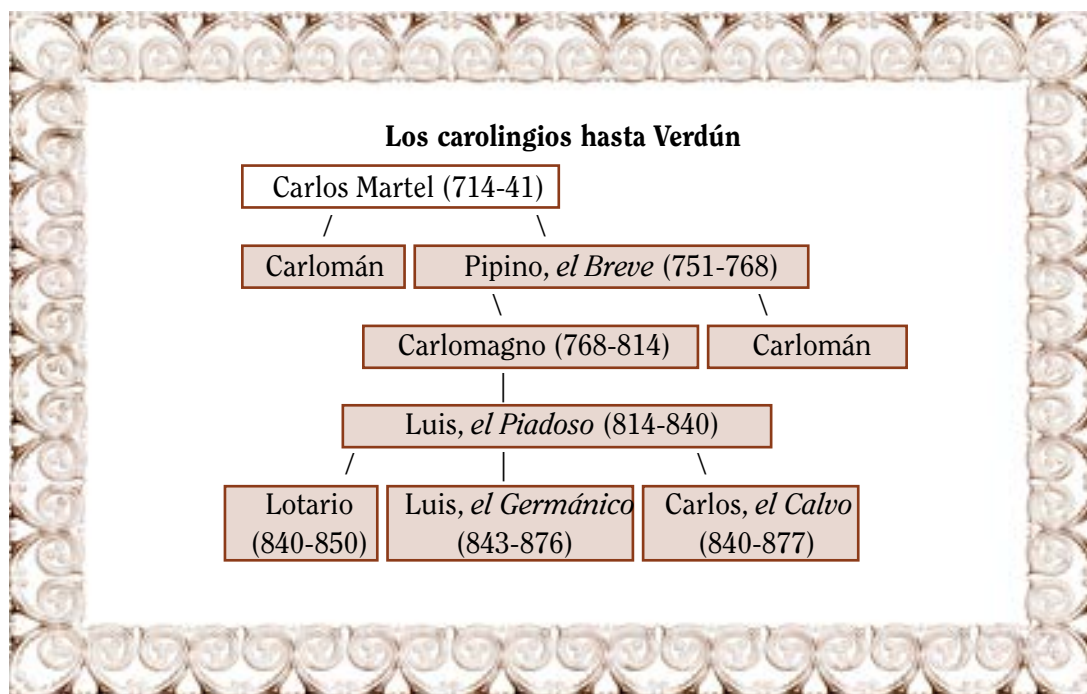 Los carolingios hasta Verdún
Carlos Martel (714-41)
Carlomán
Pipino, el Breve (751-768)
Carlomagno (768-814)
Carlomán
Luis, el Piadoso (814-840)
Lotario
(840-850)
Luis, el Germánico
(843-876)
Carlos, el Calvo
(840-877)